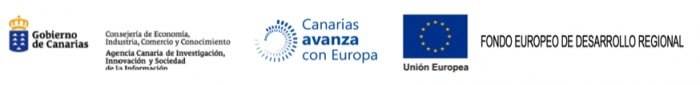 Gobierno
de Canarias
Consejería de Economía,
Industria, Comercio y Conocimiento
Agencia Canaria de Investigación,
Innovación y Sociedad
de la Información
Canarias
avanza
con Europa
Unión Europea
FONDO EUROPEO DE DESARROLLO REGIONAL